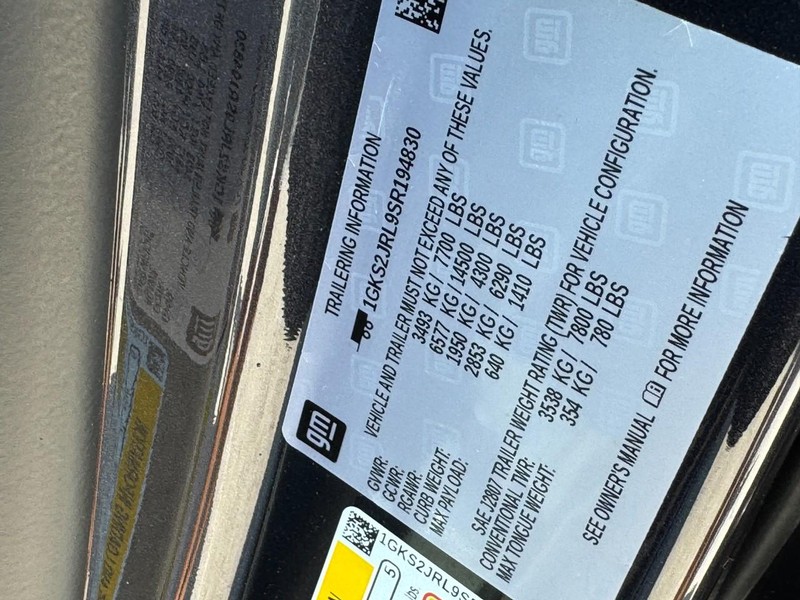 TRAILERING INFORMATION
1GKS2JRL9SR194830
gm
VEHICLE AND TRAILER MUST NOT EXCEED ANY OF THESE VALUES.
GVWR: 3493 KG / 7700 LBS
GCWR: 6577 KG / 14500 LBS
RGAWR: 1950 KG / 4300 LBS
CURB WEIGHT: 2853 KG / 6290 LBS
MAX PAYLOAD: 640 KG / 1410 LBS
SAE J2807 TRAILER WEIGHT RATING (TWR) FOR VEHICLE CONFIGURATION.
CONVENTIONAL TWR: 3538 KG / 7800 LBS
MAX TONGUE WEIGHT: 354 KG / 780 LBS
SEE OWNER'S MANUAL FOR MORE INFORMATION
1GKS2JRL9S
5